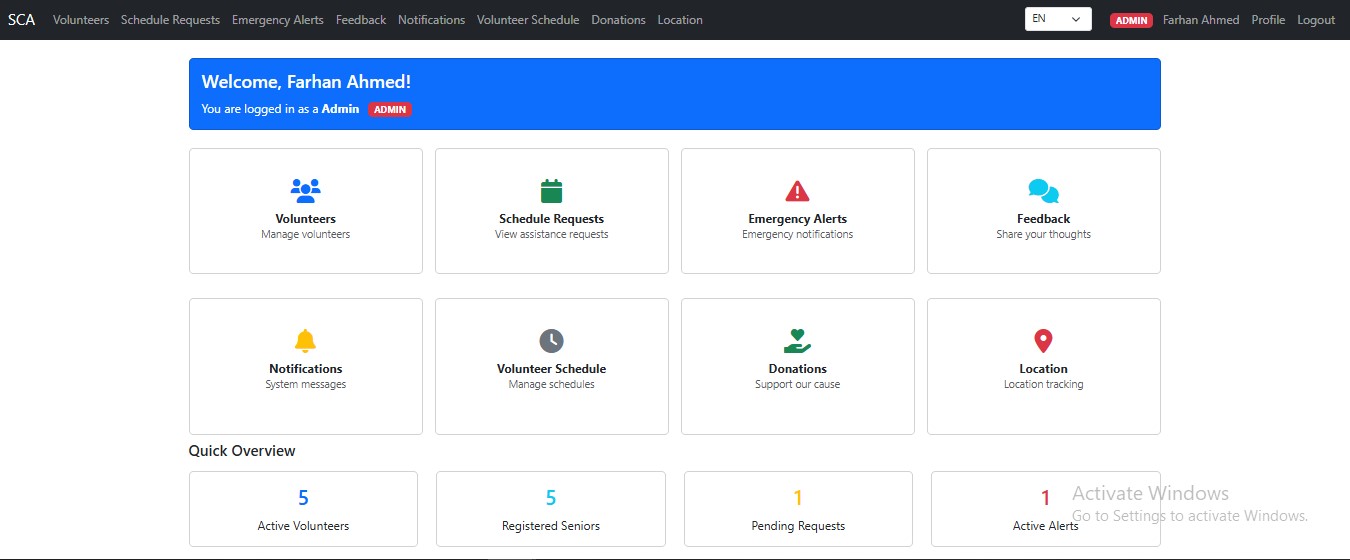 SCA Volunteers Schedule Requests Emergency Alerts Feedback Notifications Volunteer Schedule Donations Location EN ADMIN Farhan Ahmed Profile Logout
Welcome, Farhan Ahmed!
You are logged in as a Admin ADMIN
Volunteers
Manage volunteers
Schedule Requests
View assistance requests
Emergency Alerts
Emergency notifications
Feedback
Share your thoughts
Notifications
System messages
Volunteer Schedule
Manage schedules
Donations
Support our cause
Location
Location tracking
Quick Overview
5
Active Volunteers
5
Registered Seniors
1
Pending Requests
1
Active Alerts
Activate Windows
Go to Settings to activate Windows.